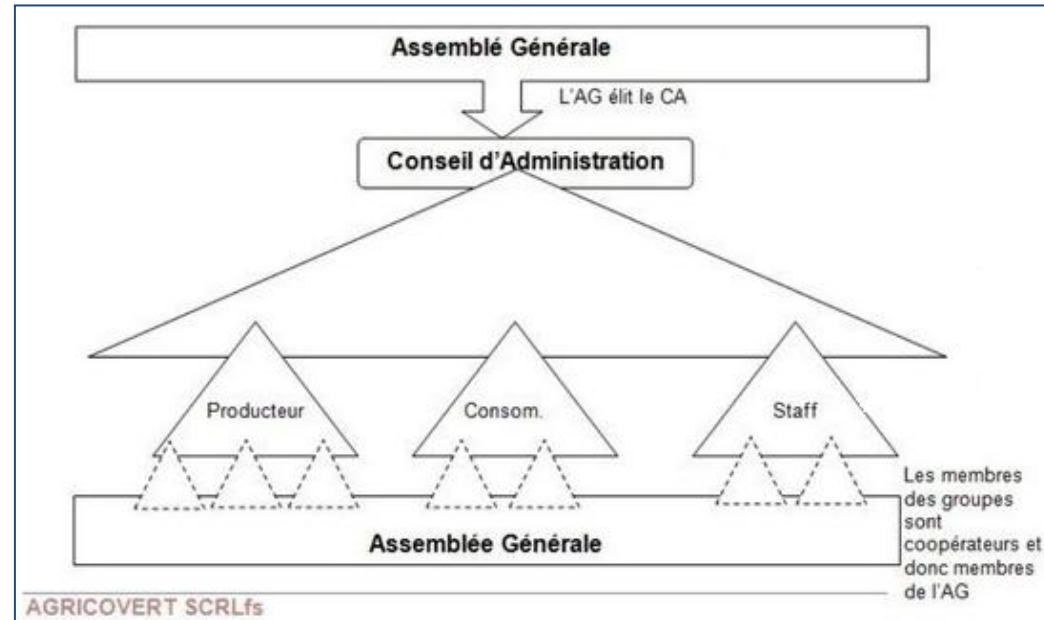 Assemblé Générale
L'AG élit le CA
Conseil d'Administration
Producteur
Consom.
Staff
Les membres
des groupes
sont
coopérateurs et
donc membres
de l'AG
Assemblée Générale
AGRICOVERT SCRLfs